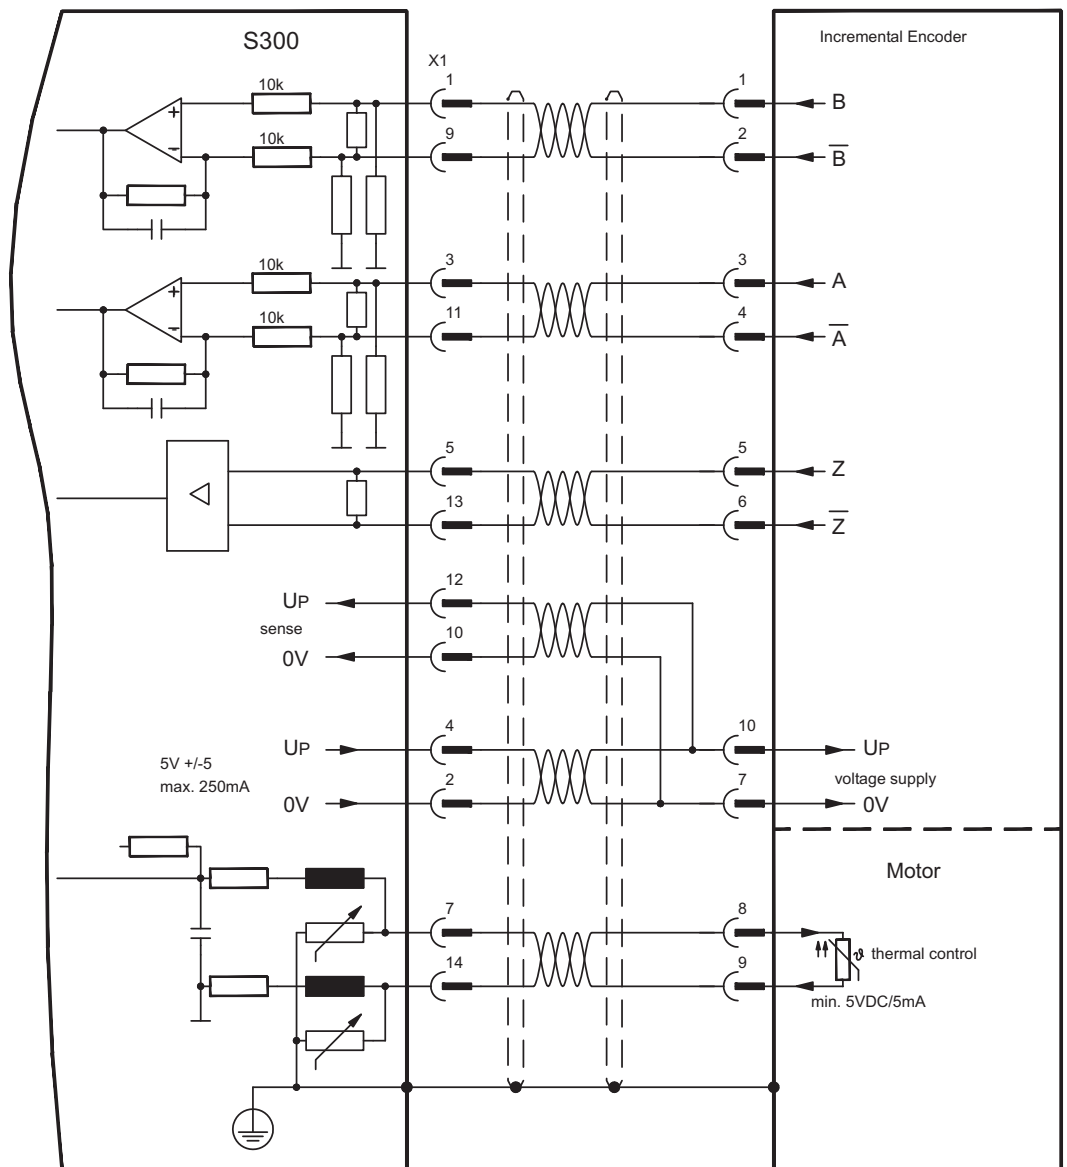 S300
Incremental Encoder
X1
10k
1
1
B
10k
9
2
B̅
10k
3
3
A
10k
11
4
A̅
5
5
Z
13
6
Z̅
12
UP
sense
10
0V
4
10
UP
UP
5V +/-5
max. 250mA
voltage supply
2
7
0V
0V
Motor
7
8
ϑ thermal control
14
9
min. 5VDC/5mA